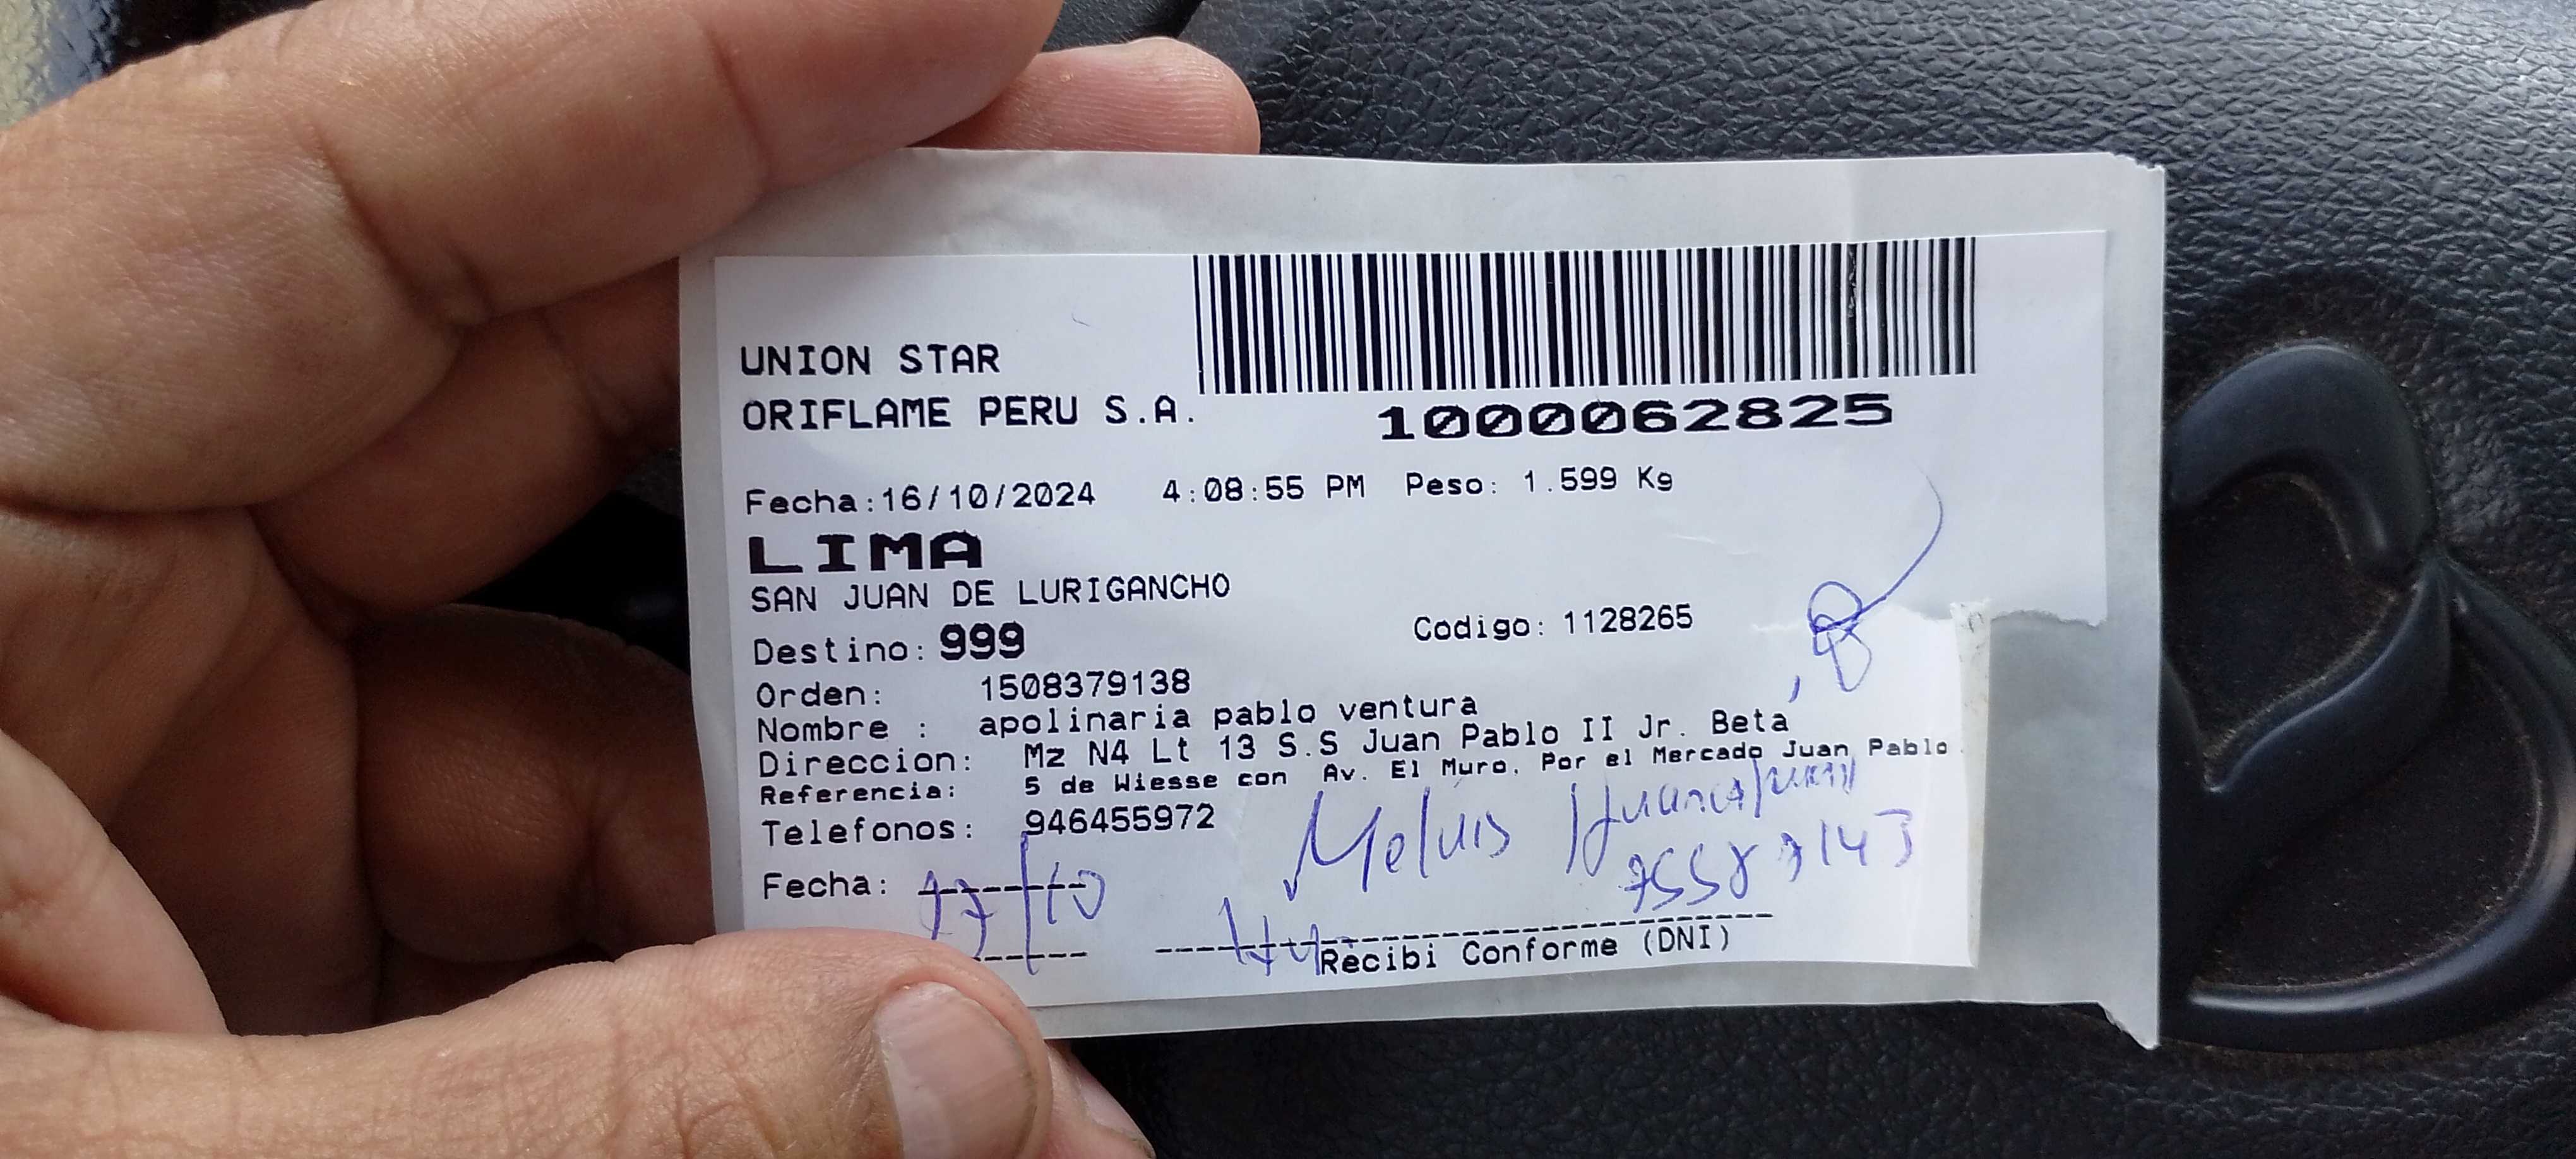 UNION STAR
ORIFLAME PERU S.A.
1000062825
Fecha:16/10/2024 4:08:55 PM Peso: 1.599 Kg
LIMA
SAN JUAN DE LURIGANCHO
Destino: 999 Codigo: 1128265
Orden: 1508379138
Nombre : apolinaria pablo ventura
Direccion: Mz N4 Lt 13 S.S Juan Pablo II Jr. Beta
Referencia: 5 de Wiesse con Av. El Muro, Por el Mercado Juan Pablo
Telefonos: 946455972
Fecha: 17/10
Recibi Conforme (DNI)